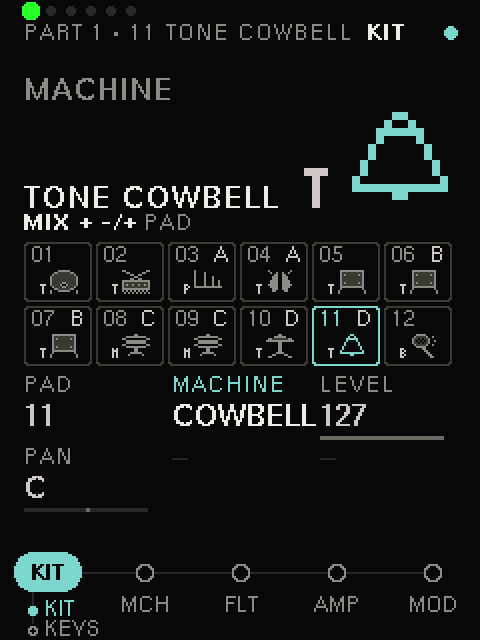 PART 1 · 11 TONE COWBELL KIT
MACHINE
T
TONE COWBELL
MIX + -/+ PAD
01 02 03 A 04 A 05 06 B
T T P T T T
07 B 08 C 09 C 10 D 11 D 12
T H H T T B
PAD MACHINE LEVEL
11 COWBELL 127
PAN — —
C
KIT
KIT MCH FLT AMP MOD
KEYS